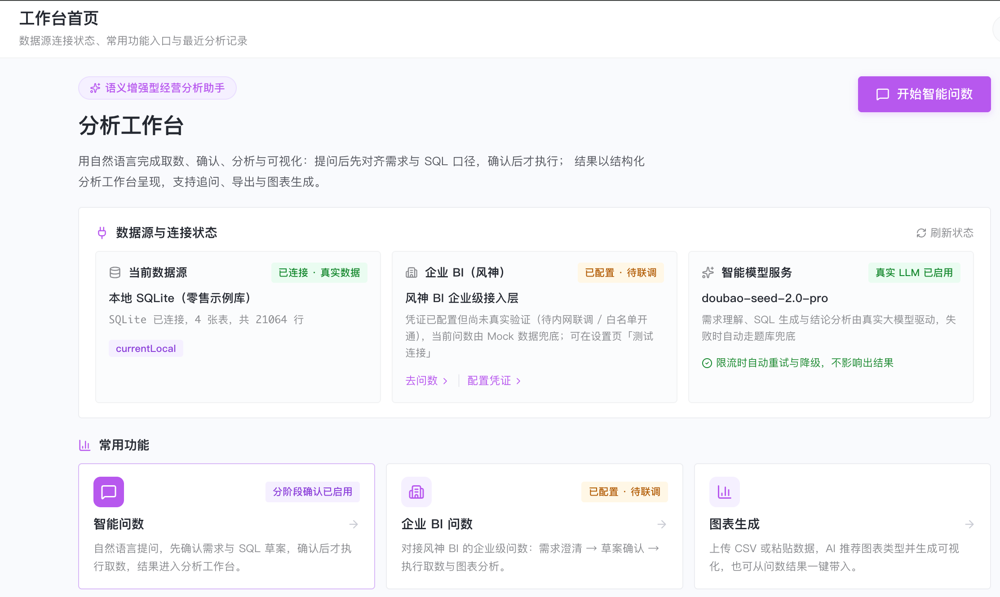 工作台首页
数据源连接状态、常用功能入口与最近分析记录
语义增强型经营分析助手
开始智能问数
分析工作台
用自然语言完成取数、确认、分析与可视化：提问后先对齐需求与 SQL 口径，确认后才执行； 结果以结构化
分析工作台呈现，支持追问、导出与图表生成。
数据源与连接状态
刷新状态
当前数据源
已连接 · 真实数据
本地 SQLite（零售示例库）
SQLite 已连接，4 张表，共 21064 行
currentLocal
企业 BI（风神）
已配置 · 待联调
风神 BI 企业级接入层
凭证已配置但尚未真实验证（待内网联调 / 白名单开
通），当前问数由 Mock 数据兜底；可在设置页「测试
连接」
去问数
配置凭证
智能模型服务
真实 LLM 已启用
doubao-seed-2.0-pro
需求理解、SQL 生成与结论分析由真实大模型驱动，失
败时自动走题库兜底
限流时自动重试与降级，不影响出结果
常用功能
分阶段确认已启用
智能问数
自然语言提问，先确认需求与 SQL 草案，确认后才执
行取数，结果进入分析工作台。
已配置 · 待联调
企业 BI 问数
对接风神 BI 的企业级问数：需求澄清 → 草案确认 →
执行取数与图表分析。
图表生成
上传 CSV 或粘贴数据，AI 推荐图表类型并生成可视
化，也可从问数结果一键带入。